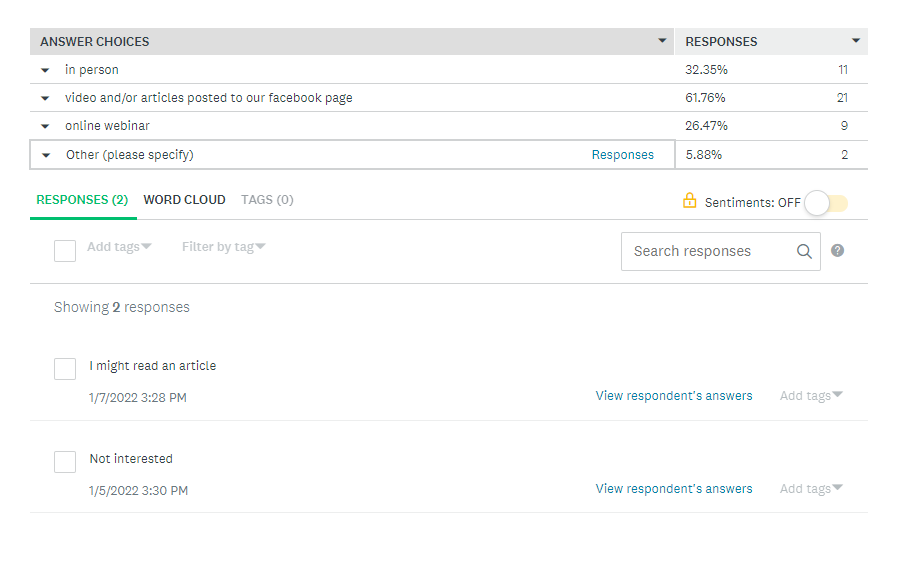 ANSWER CHOICES RESPONSES
in person 32.35% 11
video and/or articles posted to our facebook page 61.76% 21
online webinar 26.47% 9
Other (please specify) Responses 5.88% 2
RESPONSES (2) WORD CLOUD TAGS (0) Sentiments: OFF
Add tags Filter by tag Search responses ?
Showing 2 responses
I might read an article
1/7/2022 3:28 PM View respondent's answers Add tags
Not interested
1/5/2022 3:30 PM View respondent's answers Add tags